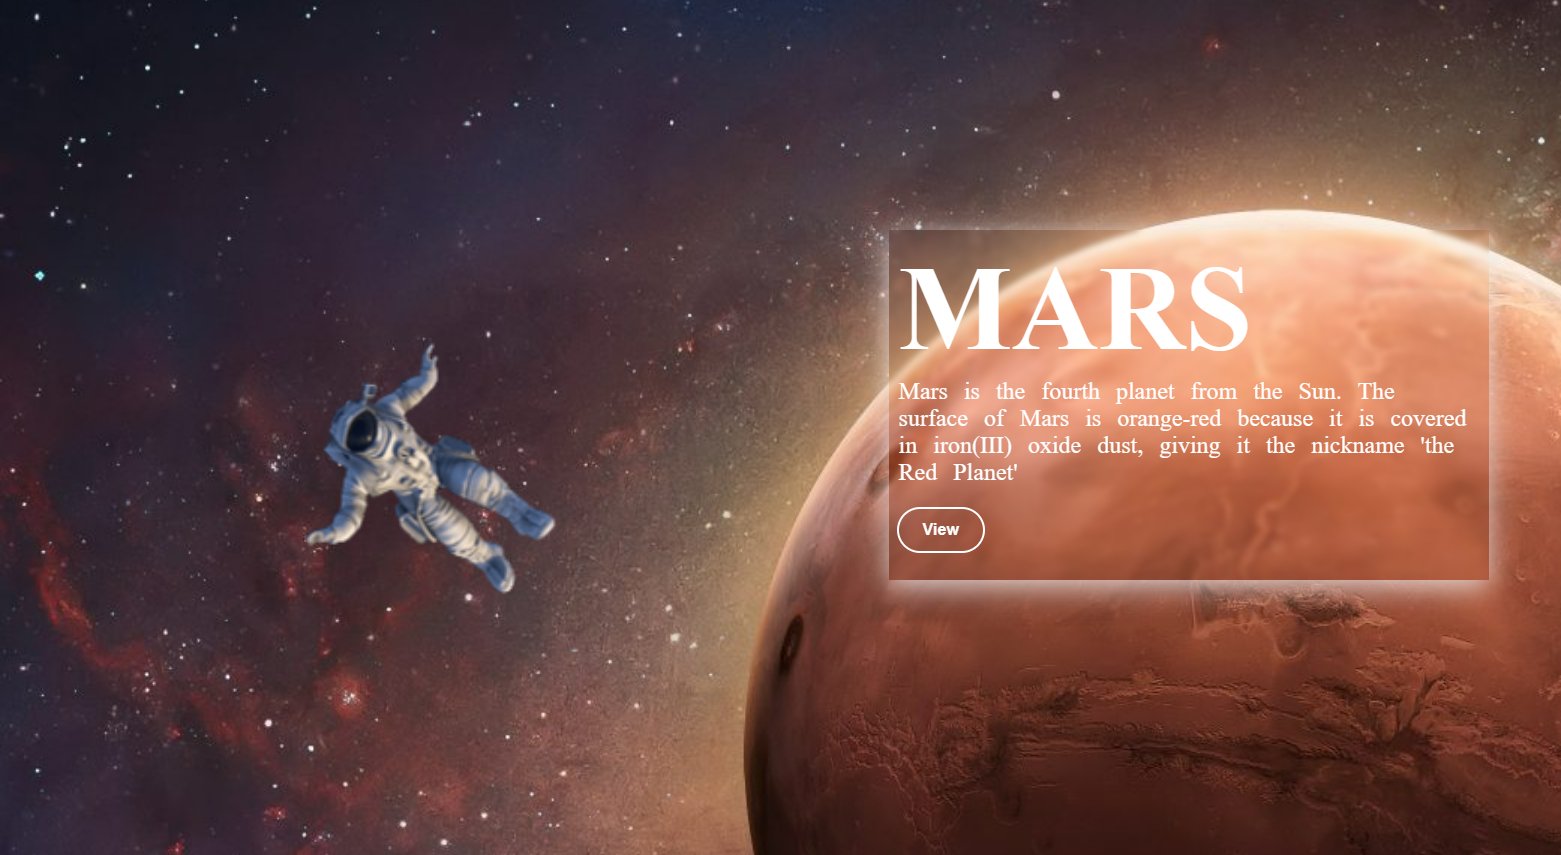 MARS
Mars is the fourth planet from the Sun. The
surface of Mars is orange-red because it is covered
in iron(III) oxide dust, giving it the nickname 'the
Red Planet'
View